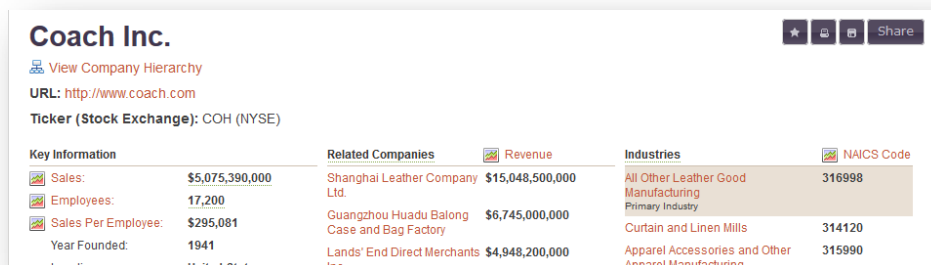 Coach Inc.
Share
View Company Hierarchy
URL: http://www.coach.com
Ticker (Stock Exchange): COH (NYSE)
Key Information
Sales: $5,075,390,000
Employees: 17,200
Sales Per Employee: $295,081
Year Founded: 1941
Related Companies Revenue
Shanghai Leather Company $15,048,500,000
Ltd.
Guangzhou Huadu Balong $6,745,000,000
Case and Bag Factory
Lands' End Direct Merchants $4,948,200,000
Industries NAICS Code
All Other Leather Good 316998
Manufacturing
Primary Industry
Curtain and Linen Mills 314120
Apparel Accessories and Other 315990
Apparel Manufacturing